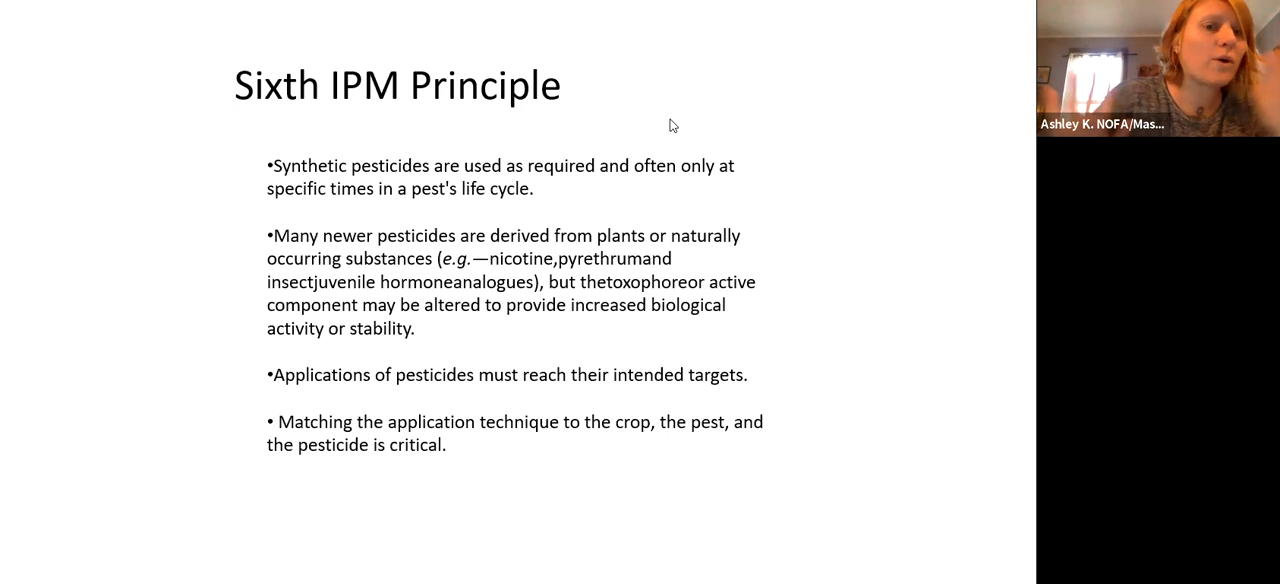 Sixth IPM Principle
•Synthetic pesticides are used as required and often only at
specific times in a pest's life cycle.
•Many newer pesticides are derived from plants or naturally
occurring substances (e.g.—nicotine,pyrethrumand
insectjuvenile hormoneanalogues), but thetoxophoreor active
component may be altered to provide increased biological
activity or stability.
•Applications of pesticides must reach their intended targets.
• Matching the application technique to the crop, the pest, and
the pesticide is critical.
Ashley K. NOFA/Mas...